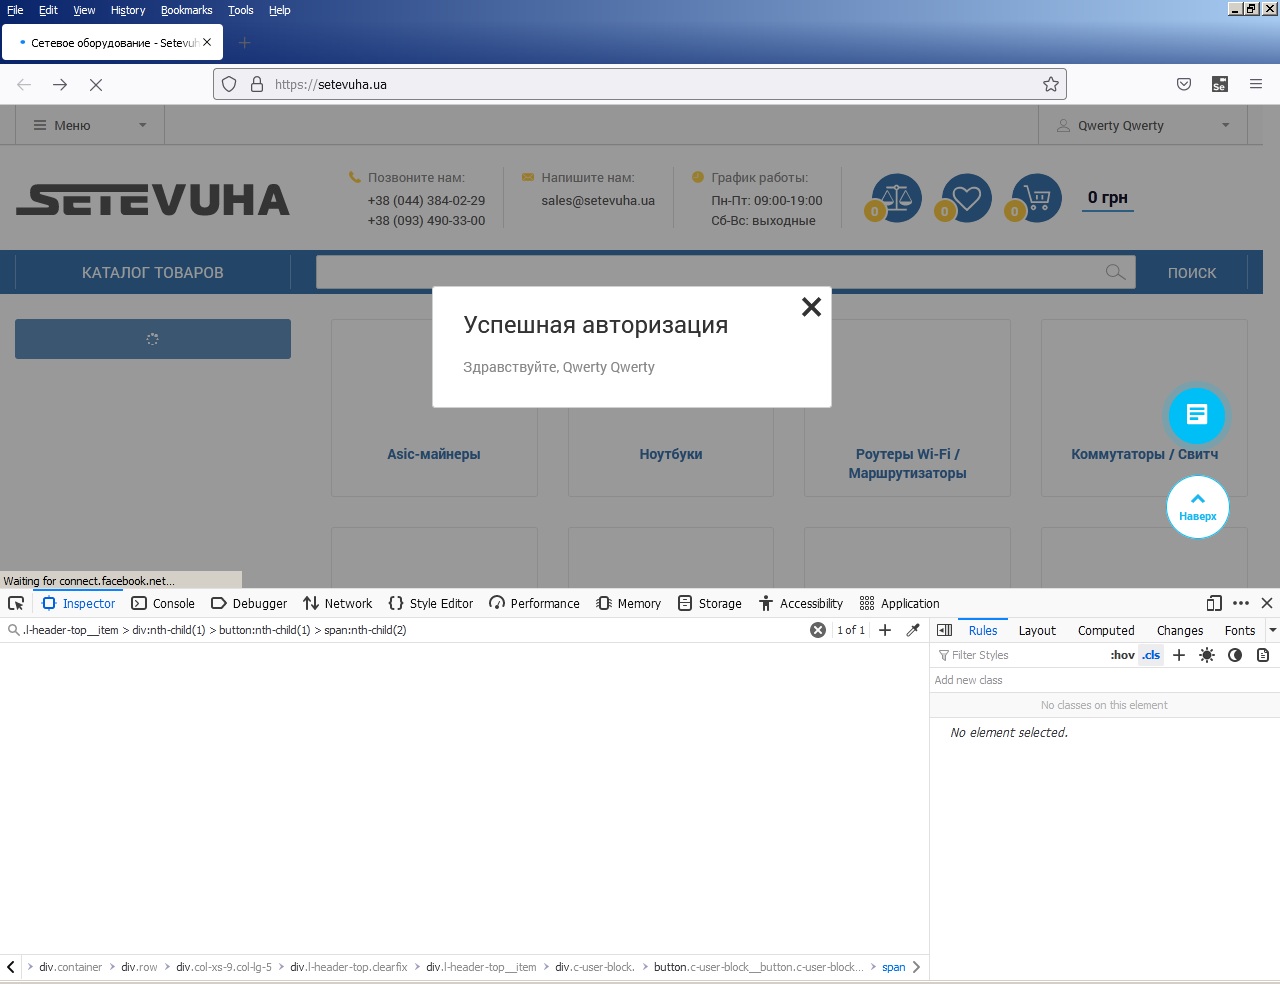 File Edit View History Bookmarks Tools Help
Сетевое оборудование - Setevuh
https://setevuha.ua
Se
Меню
Qwerty Qwerty
SETEVUHA
Позвоните нам:
+38 (044) 384-02-29
+38 (093) 490-33-00
Напишите нам:
sales@setevuha.ua
График работы:
Пн-Пт: 09:00-19:00
Сб-Вс: выходные
0 0 0 0 грн
КАТАЛОГ ТОВАРОВ
ПОИСК
Успешная авторизация
Здравствуйте, Qwerty Qwerty
Asic-майнеры
Ноутбуки
Роутеры Wi-Fi /
Маршрутизаторы
Коммутаторы / Свитч
Наверх
Waiting for connect.facebook.net...
Inspector Console Debugger Network Style Editor Performance Memory Storage Accessibility Application
.l-header-top__item > div:nth-child(1) > button:nth-child(1) > span:nth-child(2)
1 of 1
Rules Layout Computed Changes Fonts
Filter Styles
:hov .cls
Add new class
No classes on this element
No element selected.
div.container div.row div.col-xs-9.col-lg-5 div.l-header-top.clearfix div.l-header-top__item div.c-user-block. button.c-user-block__button.c-user-block... span